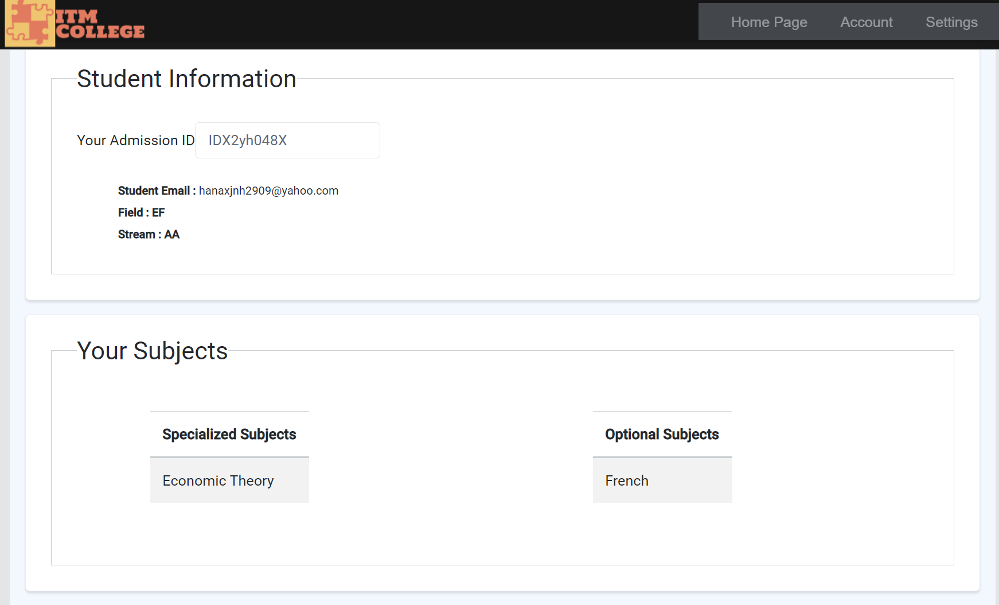 ITM
COLLEGE
Home Page Account Settings
Student Information
Your Admission ID IDX2yh048X
Student Email : hanaxjnh2909@yahoo.com
Field : EF
Stream : AA
Your Subjects
Specialized Subjects
Economic Theory
Optional Subjects
French